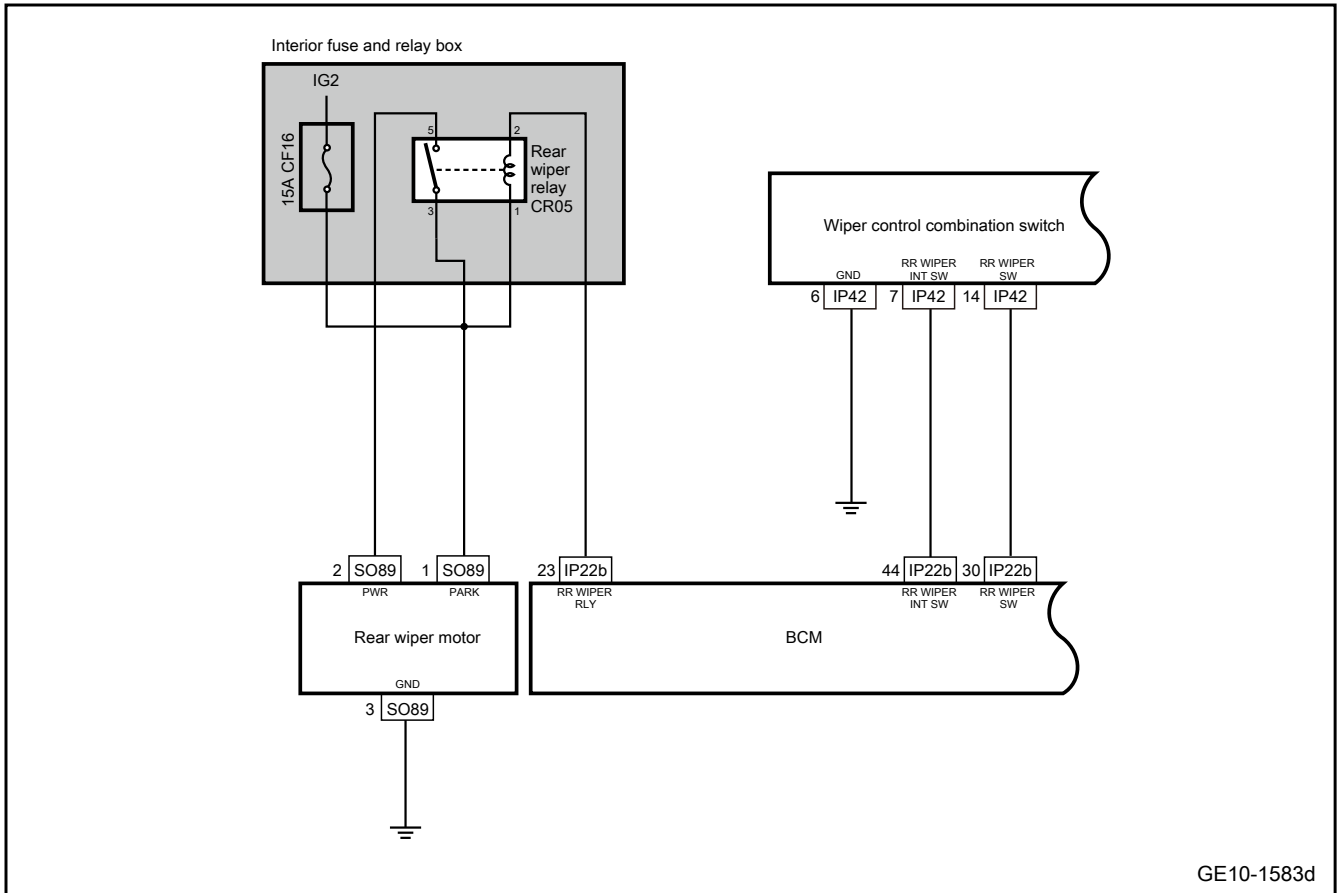 Interior fuse and relay box
IG2
15A CF16
5
2
3
1
Rear
wiper
relay
CR05
Wiper control combination switch
GND
RR WIPER
INT SW
RR WIPER
SW
6 IP42
7 IP42
14 IP42
2 SO89
1 SO89
23 IP22b
44 IP22b
30 IP22b
PWR
PARK
RR WIPER
RLY
RR WIPER
INT SW
RR WIPER
SW
Rear wiper motor
BCM
GND
3 SO89
GE10-1583d